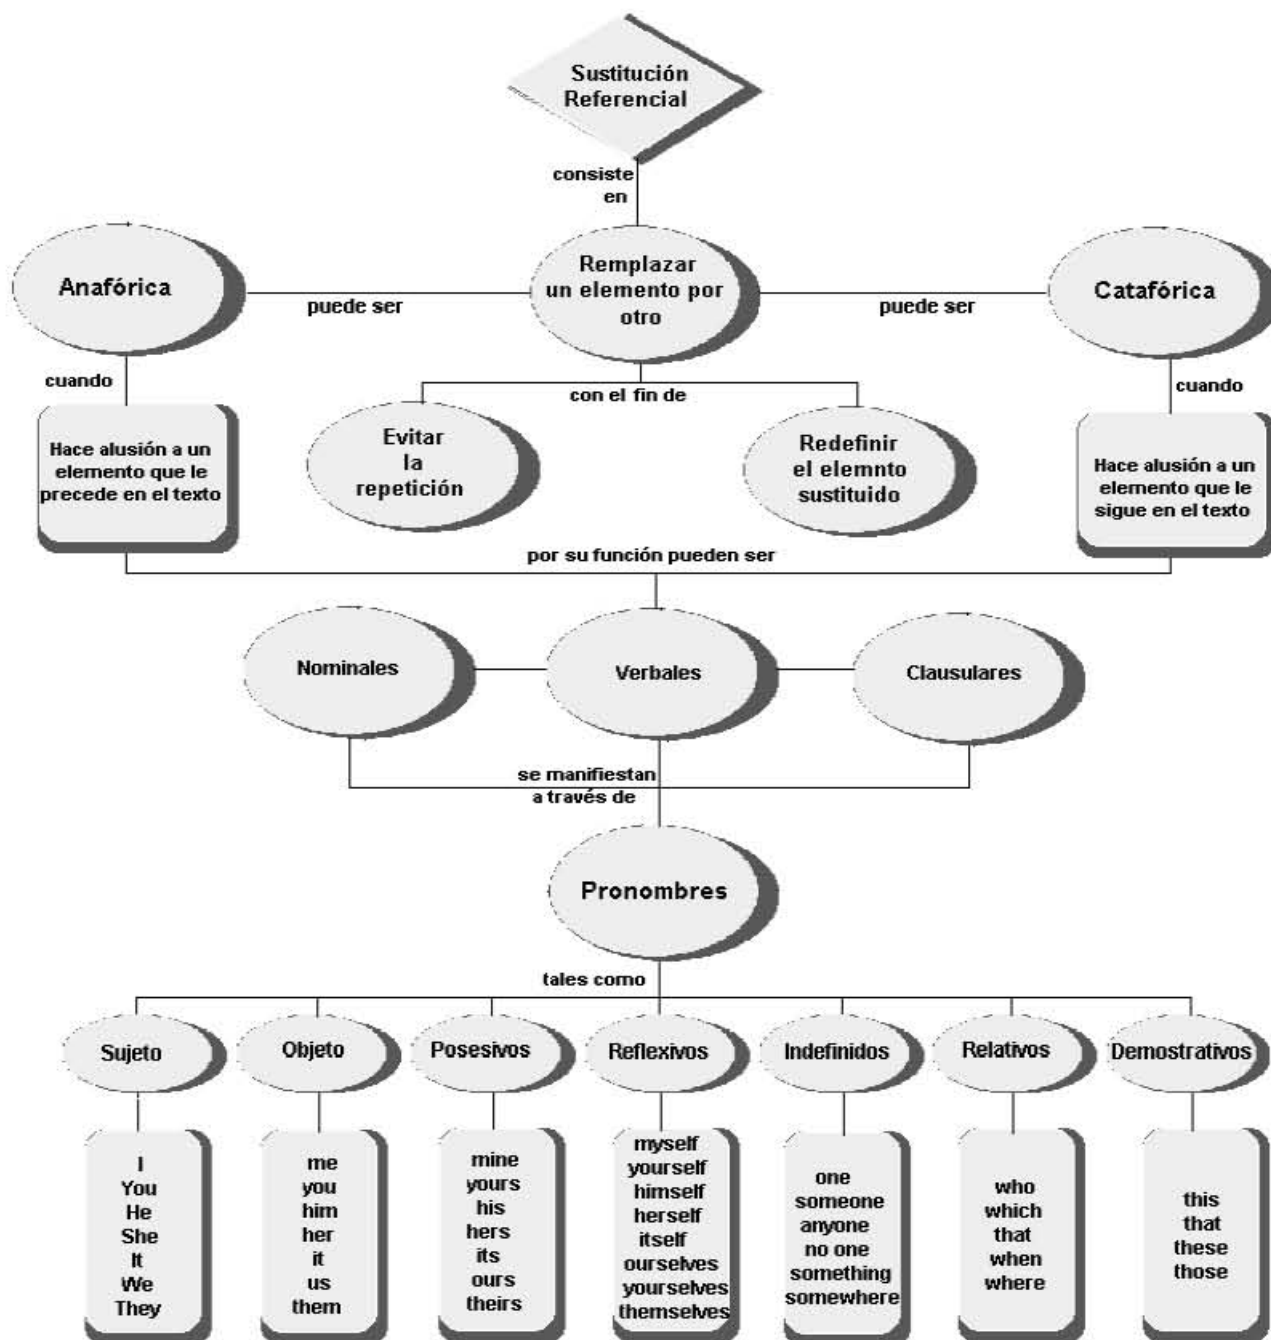 Sustitución
Referencial
consiste
en
Anafórica
puede ser
Remplazar
un elemento por
otro
puede ser
Catafórica
cuando
con el fin de
cuando
Hace alusión a un
elemento que le
precede en el texto
Evitar
la
repetición
Redefinir
el elemnto
sustituido
Hace alusión a un
elemento que le
sigue en el texto
por su función pueden ser
Nominales
Verbales
Clausulares
se manifiestan
a través de
Pronombres
tales como
Sujeto
Objeto
Posesivos
Reflexivos
Indefinidos
Relativos
Demostrativos
I
You
He
She
It
We
They
me
you
him
her
it
us
them
mine
yours
his
hers
its
ours
theirs
myself
yourself
himself
herself
itself
ourselves
yourselves
themselves
one
someone
anyone
no one
something
somewhere
who
which
that
when
where
this
that
these
those